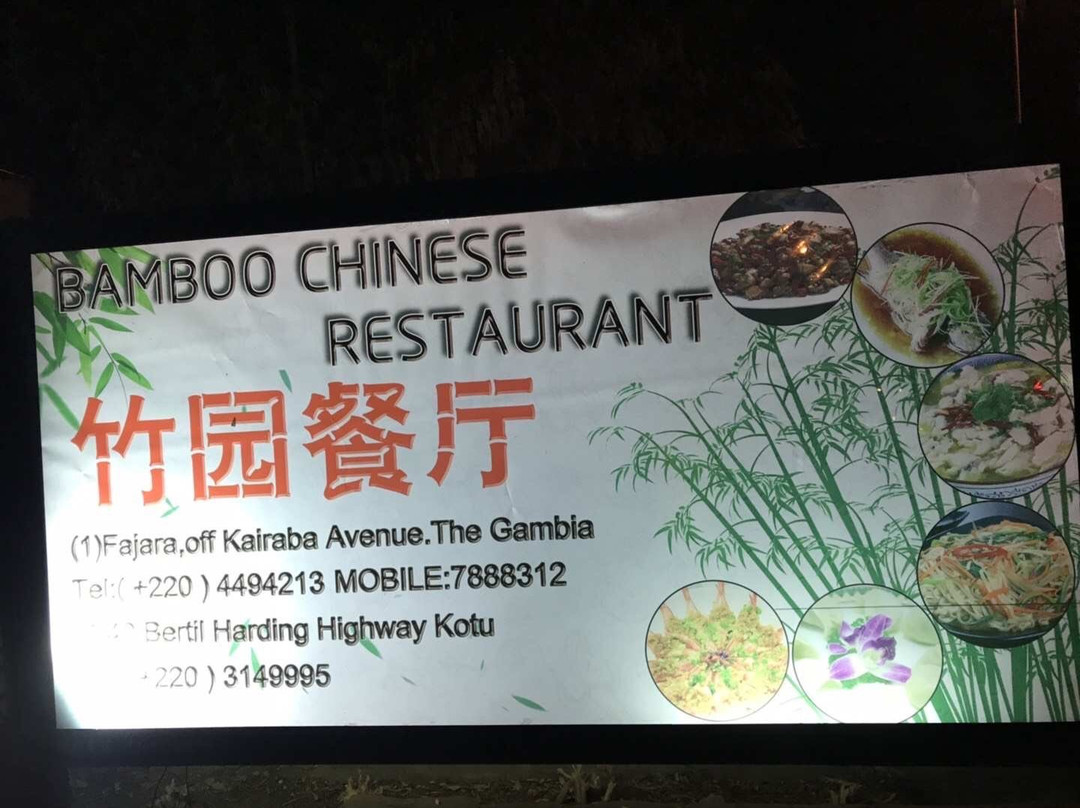 BAMBOO CHINESE
RESTAURANT
竹园餐厅
(1)Fajara,off Kairaba Avenue.The Gambia
Tel:( +220 ) 4494213 MOBILE:7888312
Bertil Harding Highway Kotu
+220 ) 3149995